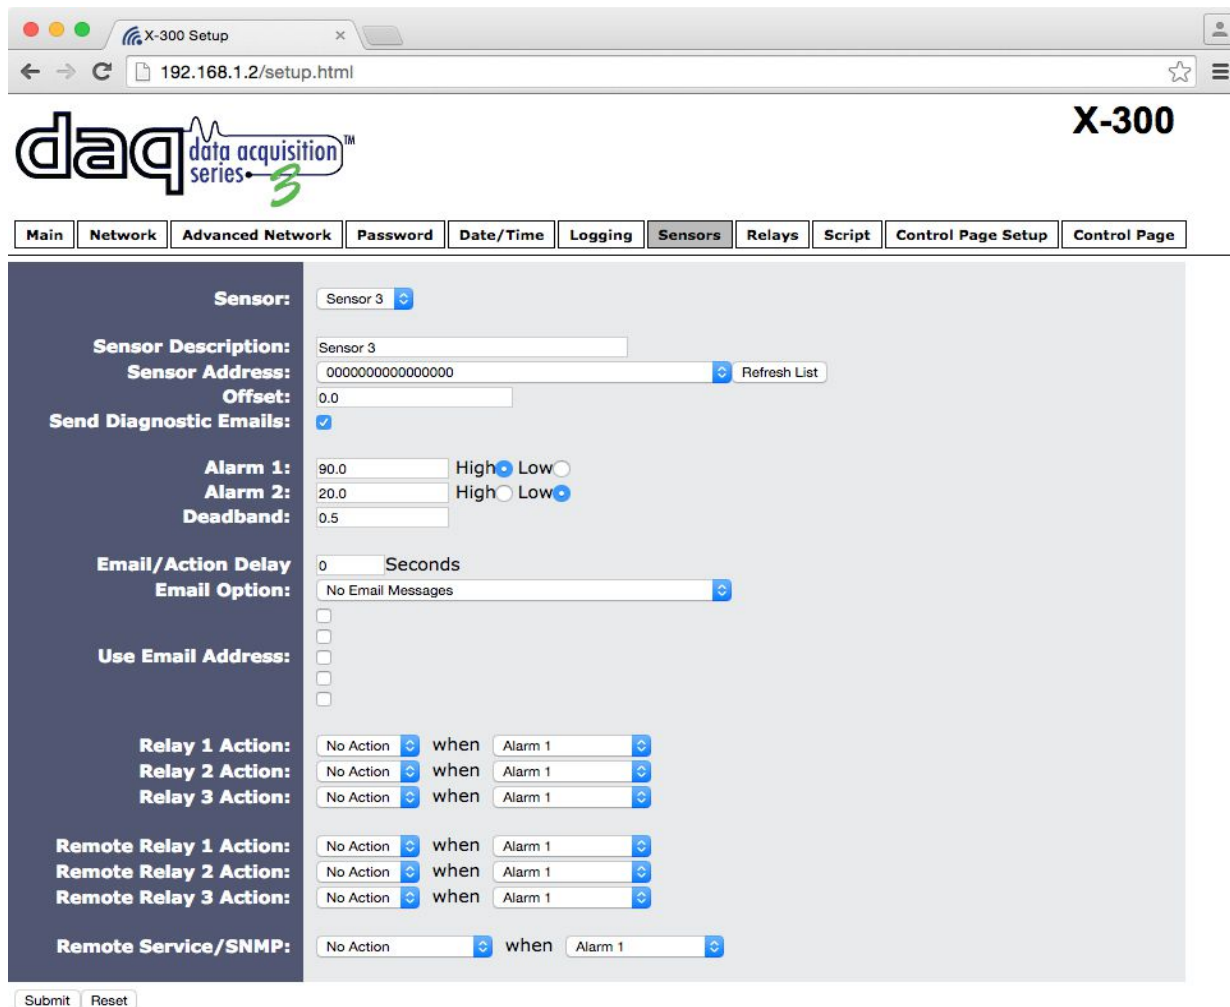 X-300 Setup
192.168.1.2/setup.html
daq data acquisition series 3 TM
X-300
Main Network Advanced Network Password Date/Time Logging Sensors Relays Script Control Page Setup Control Page
Sensor: Sensor 3
Sensor Description: Sensor 3
Sensor Address: 0000000000000000 Refresh List
Offset: 0.0
Send Diagnostic Emails:
Alarm 1: 90.0 High Low
Alarm 2: 20.0 High Low
Deadband: 0.5
Email/Action Delay 0 Seconds
Email Option: No Email Messages
Use Email Address:
Relay 1 Action: No Action when Alarm 1
Relay 2 Action: No Action when Alarm 1
Relay 3 Action: No Action when Alarm 1
Remote Relay 1 Action: No Action when Alarm 1
Remote Relay 2 Action: No Action when Alarm 1
Remote Relay 3 Action: No Action when Alarm 1
Remote Service/SNMP: No Action when Alarm 1
Submit Reset